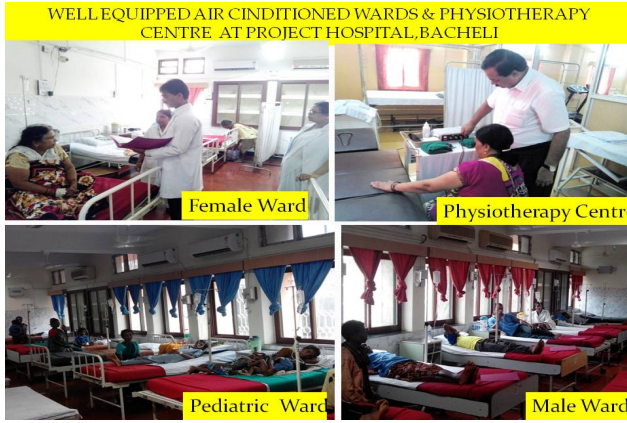 WELL EQUIPPED AIR CINDITIONED WARDS & PHYSIOTHERAPY
CENTRE AT PROJECT HOSPITAL,BACHELI
Female Ward
Physiotherapy Centre
Pediatric Ward
Male Ward